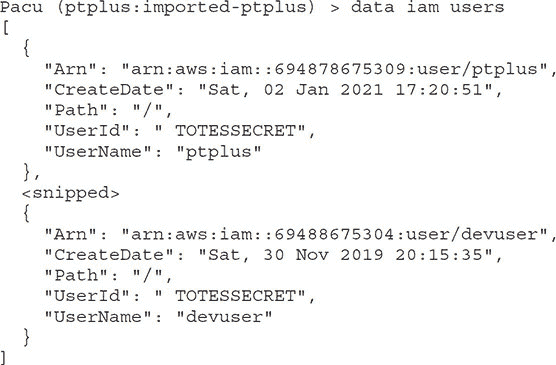 Pacu (ptplus:imported-ptplus) > data iam users
[
  {
    "Arn": "arn:aws:iam::694878675309:user/ptplus",
    "CreateDate": "Sat, 02 Jan 2021 17:20:51",
    "Path": "/",
    "UserId": " TOTESSECRET",
    "UserName": "ptplus"
  },
  <snipped>
  {
    "Arn": "arn:aws:iam::69488675304:user/devuser",
    "CreateDate": "Sat, 30 Nov 2019 20:15:35",
    "Path": "/",
    "UserId": " TOTESSECRET",
    "UserName": "devuser"
  }
]